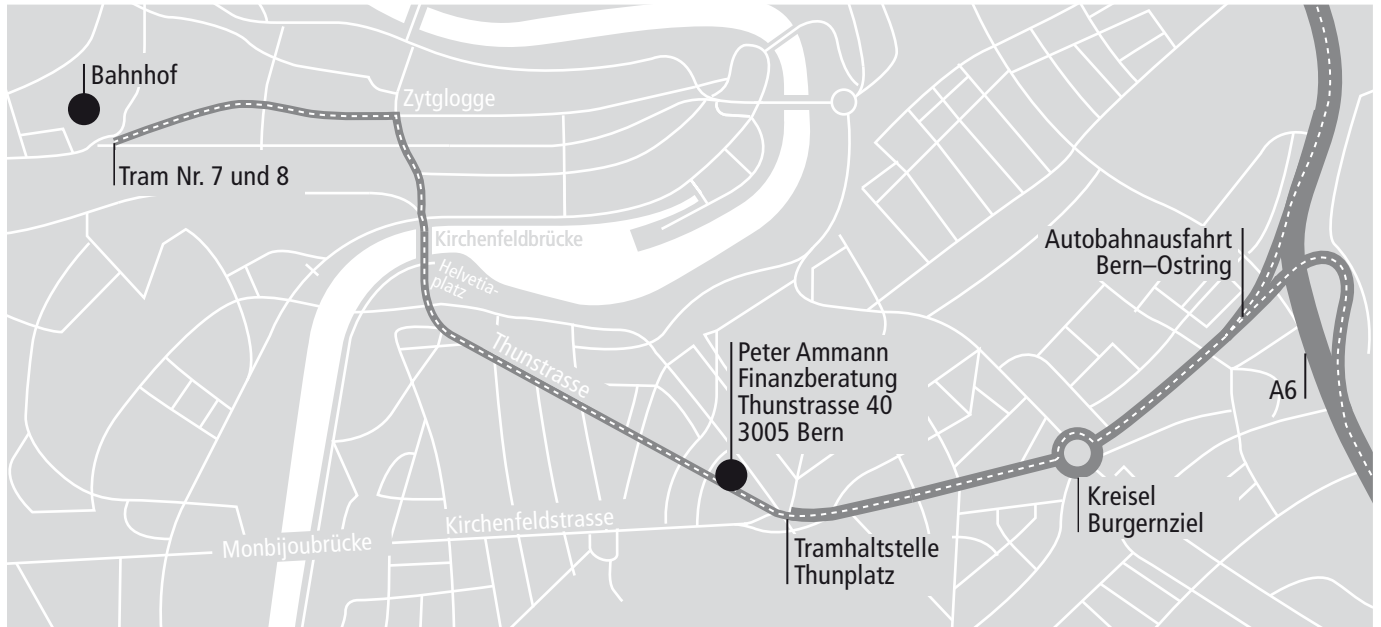 Bahnhof
Zytglogge
Tram Nr. 7 und 8
Kirchenfeldbrücke
Autobahnausfahrt
Bern–Ostring
Helvetia-
platz
Thunstrasse
Peter Ammann
Finanzberatung
Thunstrasse 40
3005 Bern
A6
Kreisel
Burgernziel
Kirchenfeldstrasse
Monbijoubrücke
Tramhaltstelle
Thunplatz